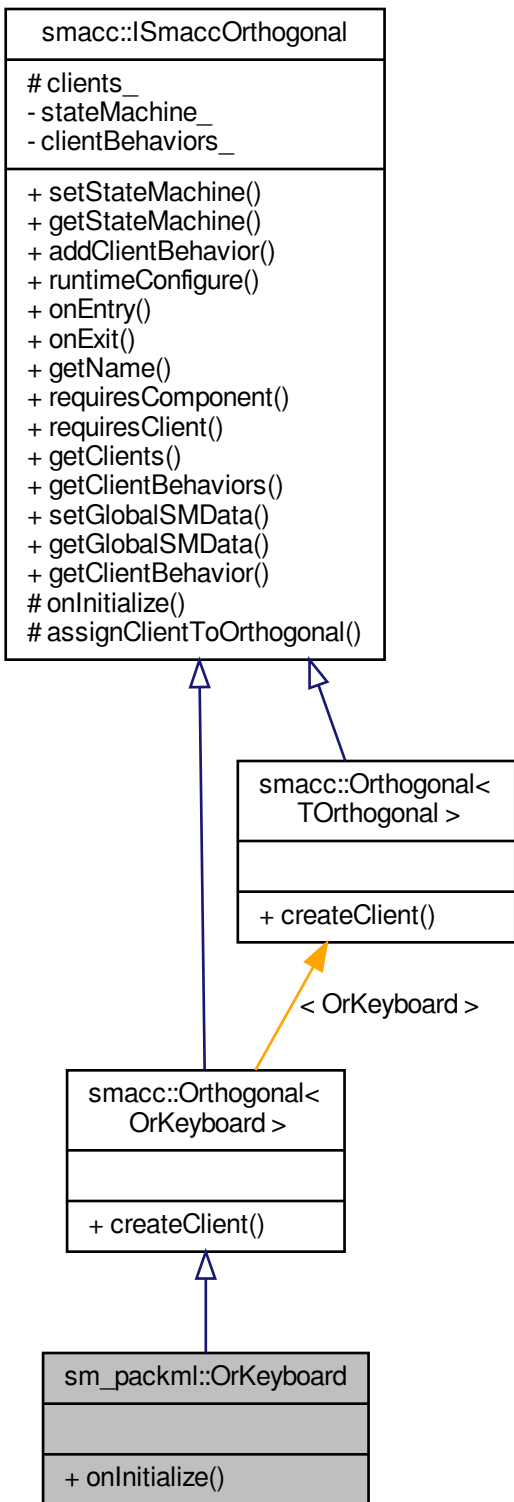 smacc::ISmaccOrthogonal
# clients_
- stateMachine_
- clientBehaviors_
+ setStateMachine()
+ getStateMachine()
+ addClientBehavior()
+ runtimeConfigure()
+ onEntry()
+ onExit()
+ getName()
+ requiresComponent()
+ requiresClient()
+ getClients()
+ getClientBehaviors()
+ setGlobalSMData()
+ getGlobalSMData()
+ getClientBehavior()
# onInitialize()
# assignClientToOrthogonal()
smacc::Orthogonal<
TOrthogonal >
+ createClient()
< OrKeyboard >
smacc::Orthogonal<
OrKeyboard >
+ createClient()
sm_packml::OrKeyboard
+ onInitialize()